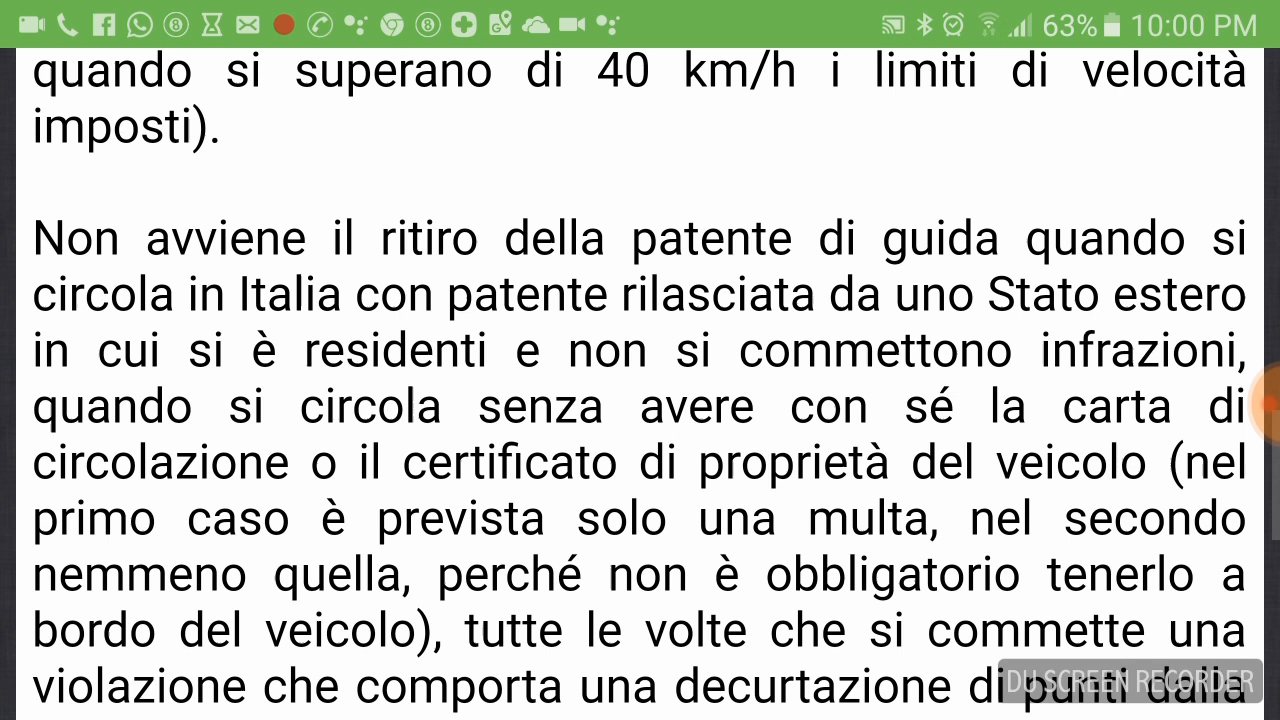 63% 10:00 PM
quando si superano di 40 km/h i limiti di velocità
imposti).
Non avviene il ritiro della patente di guida quando si
circola in Italia con patente rilasciata da uno Stato estero
in cui si è residenti e non si commettono infrazioni,
quando si circola senza avere con sé la carta di
circolazione o il certificato di proprietà del veicolo (nel
primo caso è prevista solo una multa, nel secondo
nemmeno quella, perché non è obbligatorio tenerlo a
bordo del veicolo), tutte le volte che si commette una
violazione che comporta una decurtazione di punti dalla
DU SCREEN RECORDER